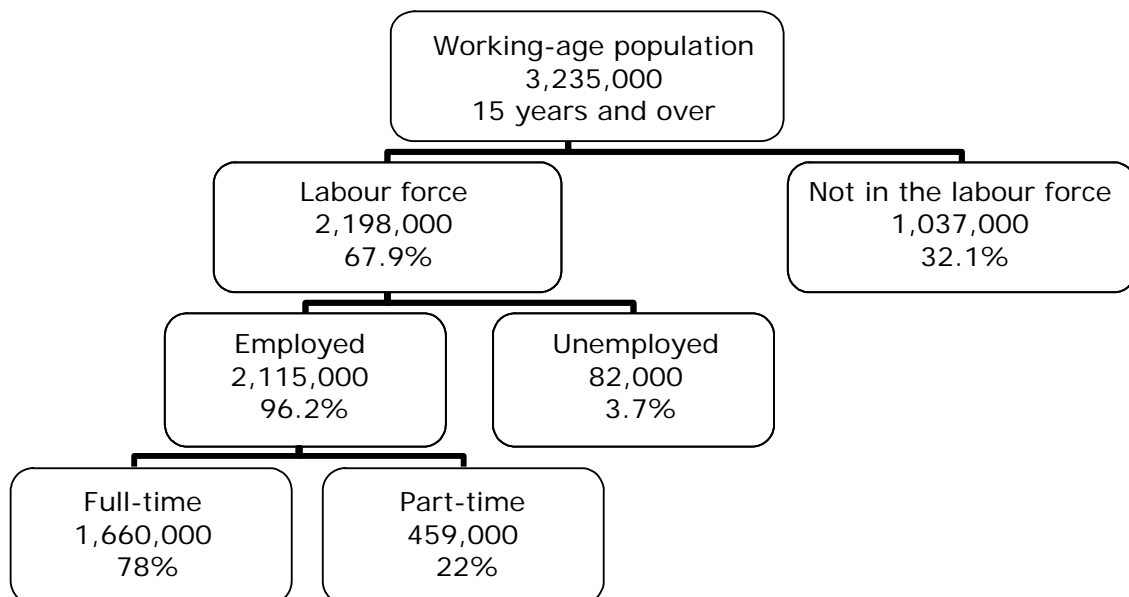 Working-age population
3,235,000
15 years and over
Labour force
2,198,000
67.9%
Not in the labour force
1,037,000
32.1%
Employed
2,115,000
96.2%
Unemployed
82,000
3.7%
Full-time
1,660,000
78%
Part-time
459,000
22%